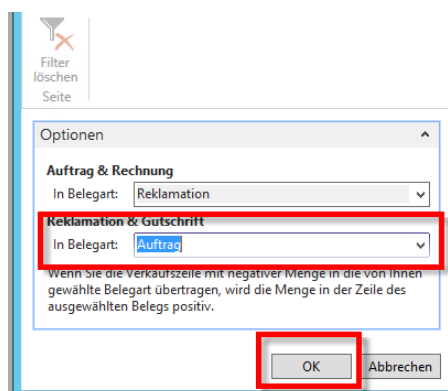 Filter
löschen
Seite
Optionen
Auftrag & Rechnung
In Belegart: Reklamation
Reklamation & Gutschrift
In Belegart: Auftrag
Wenn Sie die Verkaufszeile mit negativer Menge in die von Ihnen
gewählte Belegart übertragen, wird die Menge in der Zeile des
ausgewählten Belegs positiv.
OK Abbrechen